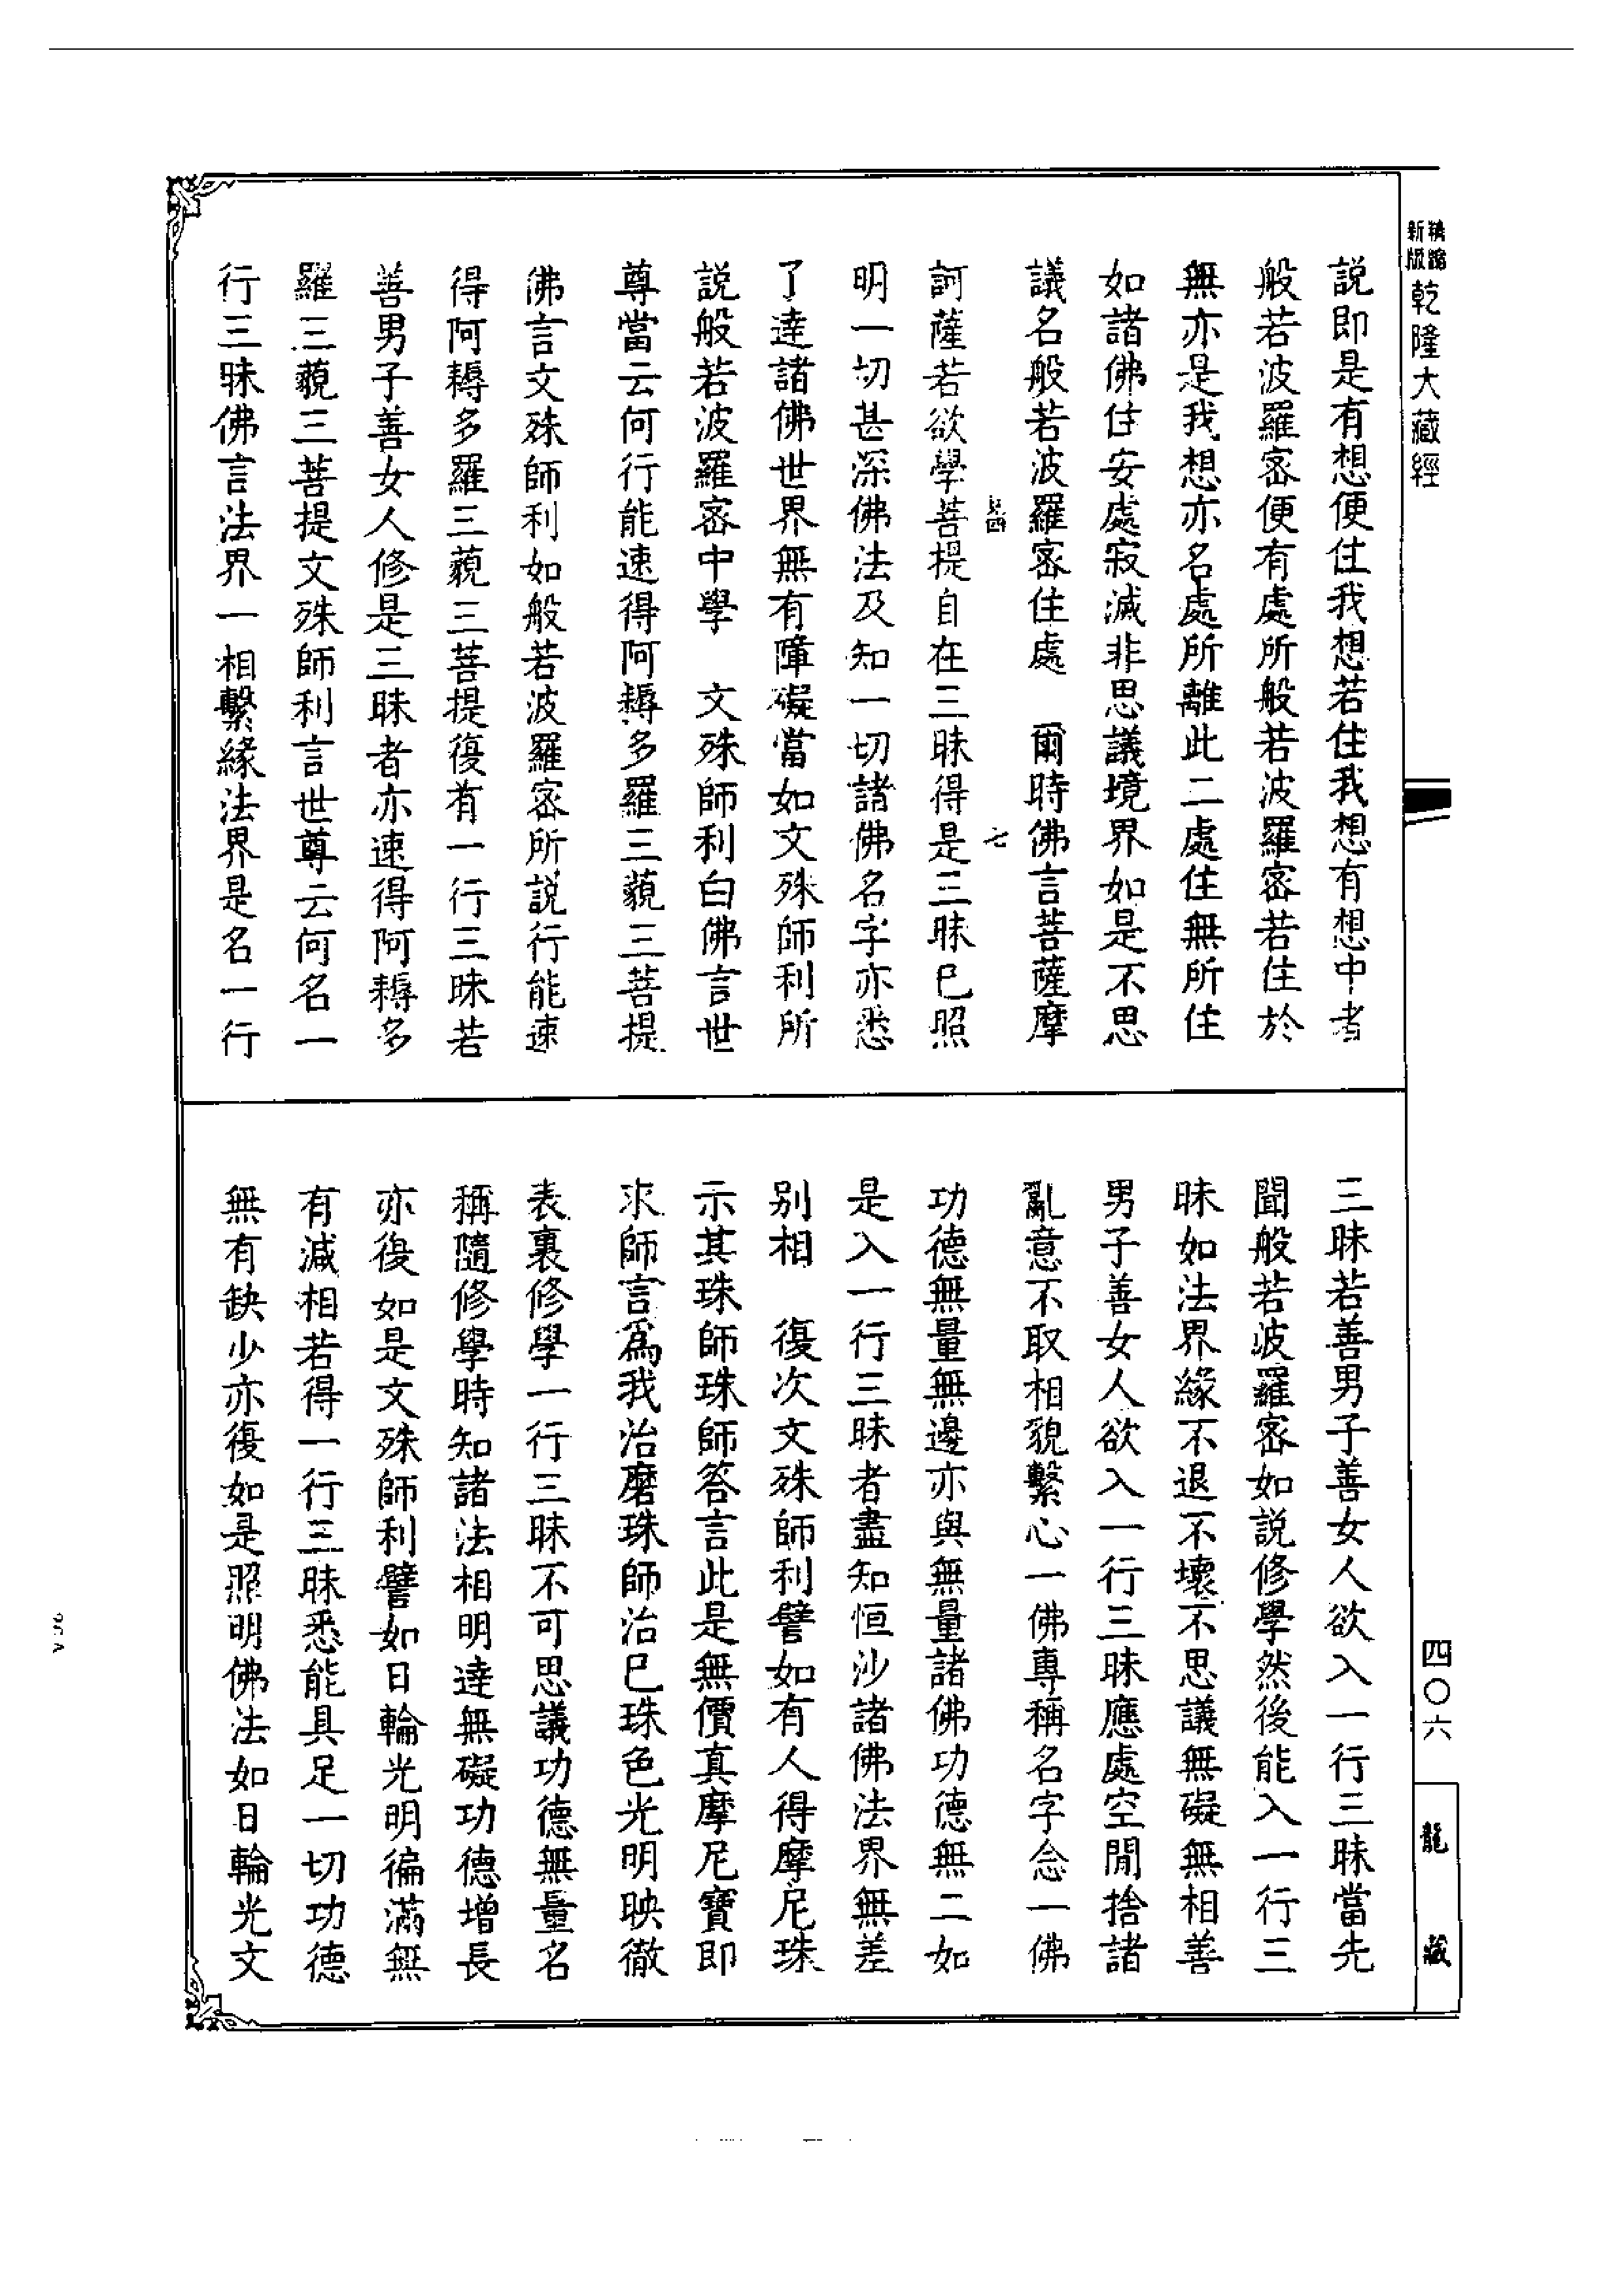 新版
乾隆大藏經
說即是有想便住我想若住我想有想中者
般若波羅密便有處所般若波羅密若住於
無亦是我想亦名處所離此二處住無所住
如諸佛住安處寂滅非思議境界如是不思
議名般若波羅密住處　爾時佛言菩薩摩
訶薩若欲學菩提自在三昧得是三昧已照
明一切甚深佛法及知一切諸佛名字亦悉
了達諸佛世界無有障礙當如文殊師利所
說般若波羅密中學　文殊師利白佛言世
尊當云何行能速得阿耨多羅三藐三菩提
佛言文殊師利如般若波羅密所說行能速
得阿耨多羅三藐三菩提復有一行三昧若
善男子善女人修是三昧者亦速得阿耨多
羅三藐三菩提文殊師利言世尊云何名一
行三昧佛言法界一相繫緣法界是名一行
七
三昧若善男子善女人欲入一行三昧當先
聞般若波羅密如說修學然後能入一行三
昧如法界緣不退不壞不思議無礙無相善
男子善女人欲入一行三昧應處空閒捨諸
亂意不取相貌繫心一佛專稱名字念一佛
功德無量無邊亦與無量諸佛功德無二如
是入一行三昧者盡知恒沙諸佛法界無差
別相　復次文殊師利譬如有人得摩尼珠
示其珠師珠師答言此是無價真摩尼寶即
求師言為我治磨珠師治已珠色光明映徹
表裏修學一行三昧不可思議功德無量名
稱隨修學時知諸法相明達無礙功德增長
亦復如是文殊師利譬如日輪光明徧滿無
有減相若得一行三昧悉能具足一切功德
無有缺少亦復如是照明佛法如日輪光文
四〇六
龍藏